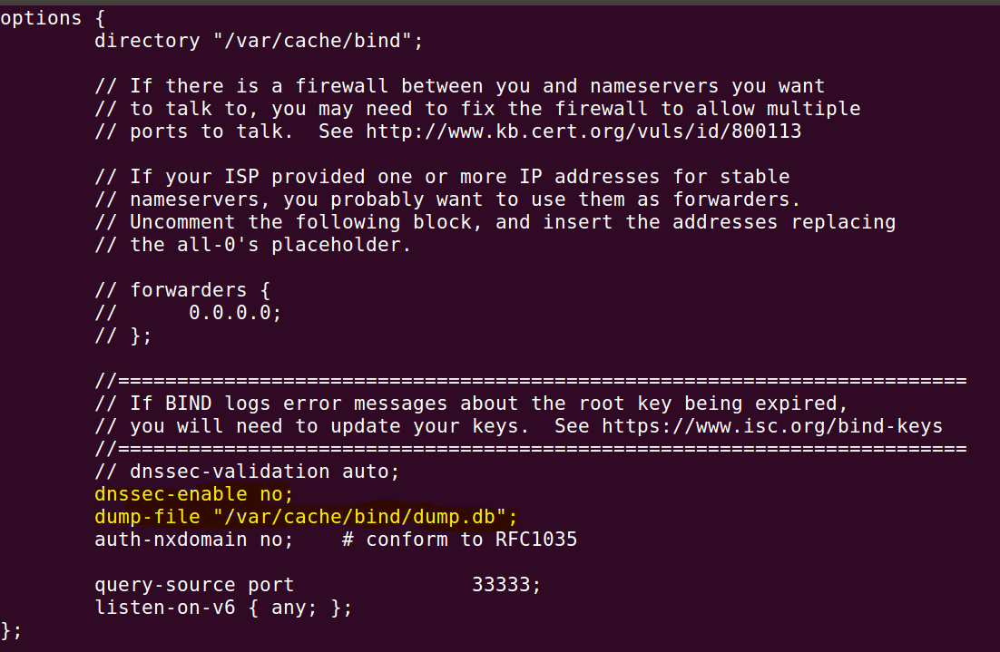 options {
directory "/var/cache/bind";
// If there is a firewall between you and nameservers you want
// to talk to, you may need to fix the firewall to allow multiple
// ports to talk.  See http://www.kb.cert.org/vuls/id/800113
// If your ISP provided one or more IP addresses for stable
// nameservers, you probably want to use them as forwarders.
// Uncomment the following block, and insert the addresses replacing
// the all-0's placeholder.
// forwarders {
//      0.0.0.0;
// };
//========================================================================
// If BIND logs error messages about the root key being expired,
// you will need to update your keys.  See https://www.isc.org/bind-keys
//========================================================================
// dnssec-validation auto;
dnssec-enable no;
dump-file "/var/cache/bind/dump.db";
auth-nxdomain no;    # conform to RFC1035
query-source port               33333;
listen-on-v6 { any; };
};